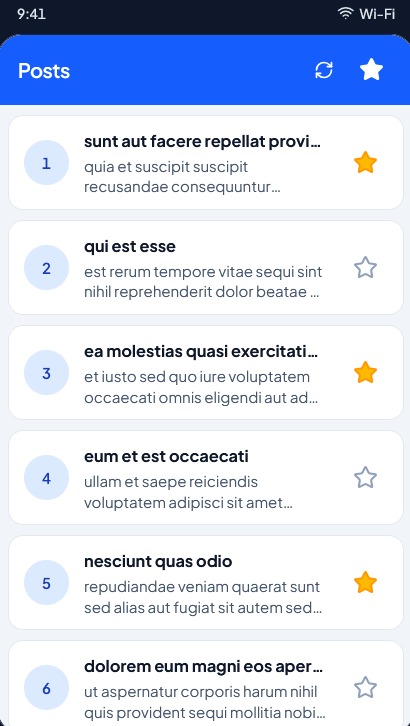 9:41
Wi-Fi
Posts
sunt aut facere repellat provi...
1
quia et suscipit suscipit
recusandae consequuntur...
qui est esse
2
est rerum tempore vitae sequi sint
nihil reprehenderit dolor beatae ...
ea molestias quasi exercitati...
3
et iusto sed quo iure voluptatem
occaecati omnis eligendi aut ad...
eum et est occaecati
4
ullam et saepe reiciendis
voluptatem adipisci sit amet...
nesciunt quas odio
5
repudiandae veniam quaerat sunt
sed alias aut fugiat sit autem sed...
dolorem eum magni eos aper...
6
ut aspernatur corporis harum nihil
quis provident sequi mollitia nobi...